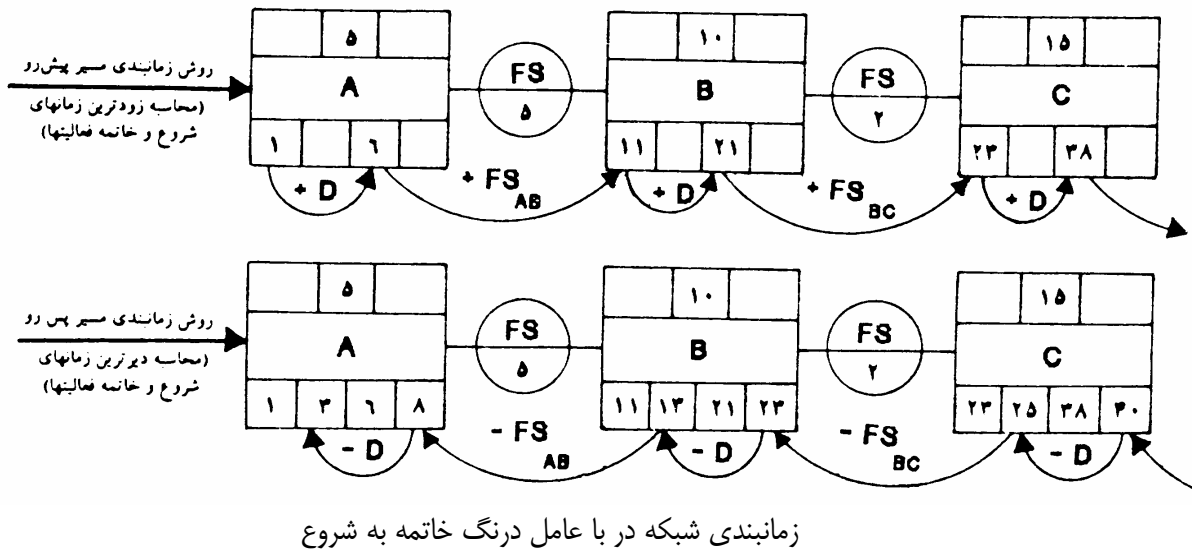 ۵
۱۰
۱۵
روش زمانبندی مسیر پیش‌رو
(محاسبه زودترین زمانهای
شروع و خاتمه فعالیتها)
A
FS
۵
B
FS
۲
C
۱
۶
۱۱
۲۱
۲۳
۳۸
+ D
+ FS AB
+ D
+ FS BC
+ D
۵
۱۰
۱۵
روش زمانبندی مسیر پس رو
(محاسبه دیرترین زمانهای
شروع و خاتمه فعالیتها)
A
FS
۵
B
FS
۲
C
۱ ۳ ۶ ۸
۱۱ ۱۳ ۲۱ ۲۳
۲۳ ۲۵ ۳۸ ۴۰
- D
- FS AB
- D
- FS BC
- D
زمانبندی شبکه در با عامل درنگ خاتمه به شروع